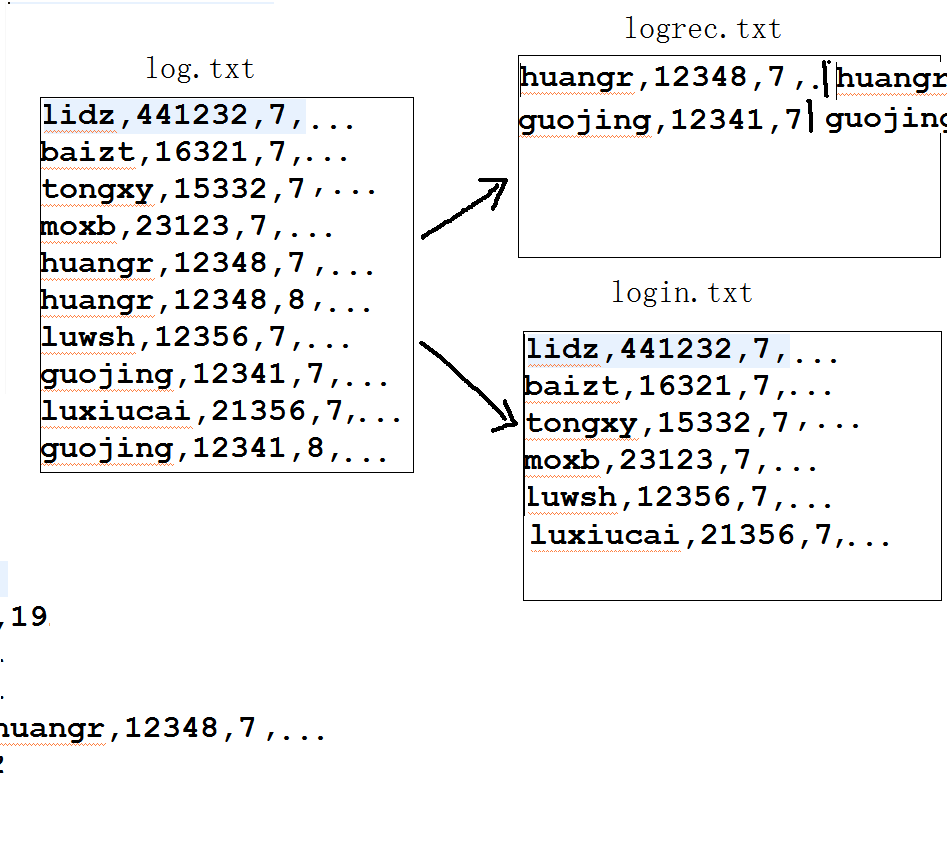 log.txt
lidz,441232,7,...
baizt,16321,7,...
tongxy,15332,7,...
moxb,23123,7,...
huangr,12348,7,...
huangr,12348,8,...
luwsh,12356,7,...
guojing,12341,7,...
luxiucai,21356,7,...
guojing,12341,8,...
logrec.txt
huangr,12348,7,.|huangr
guojing,12341,7|guojing
login.txt
lidz,441232,7,...
baizt,16321,7,...
tongxy,15332,7,...
moxb,23123,7,...
luwsh,12356,7,...
luxiucai,21356,7,...
,19
.
.
huangr,12348,7,...